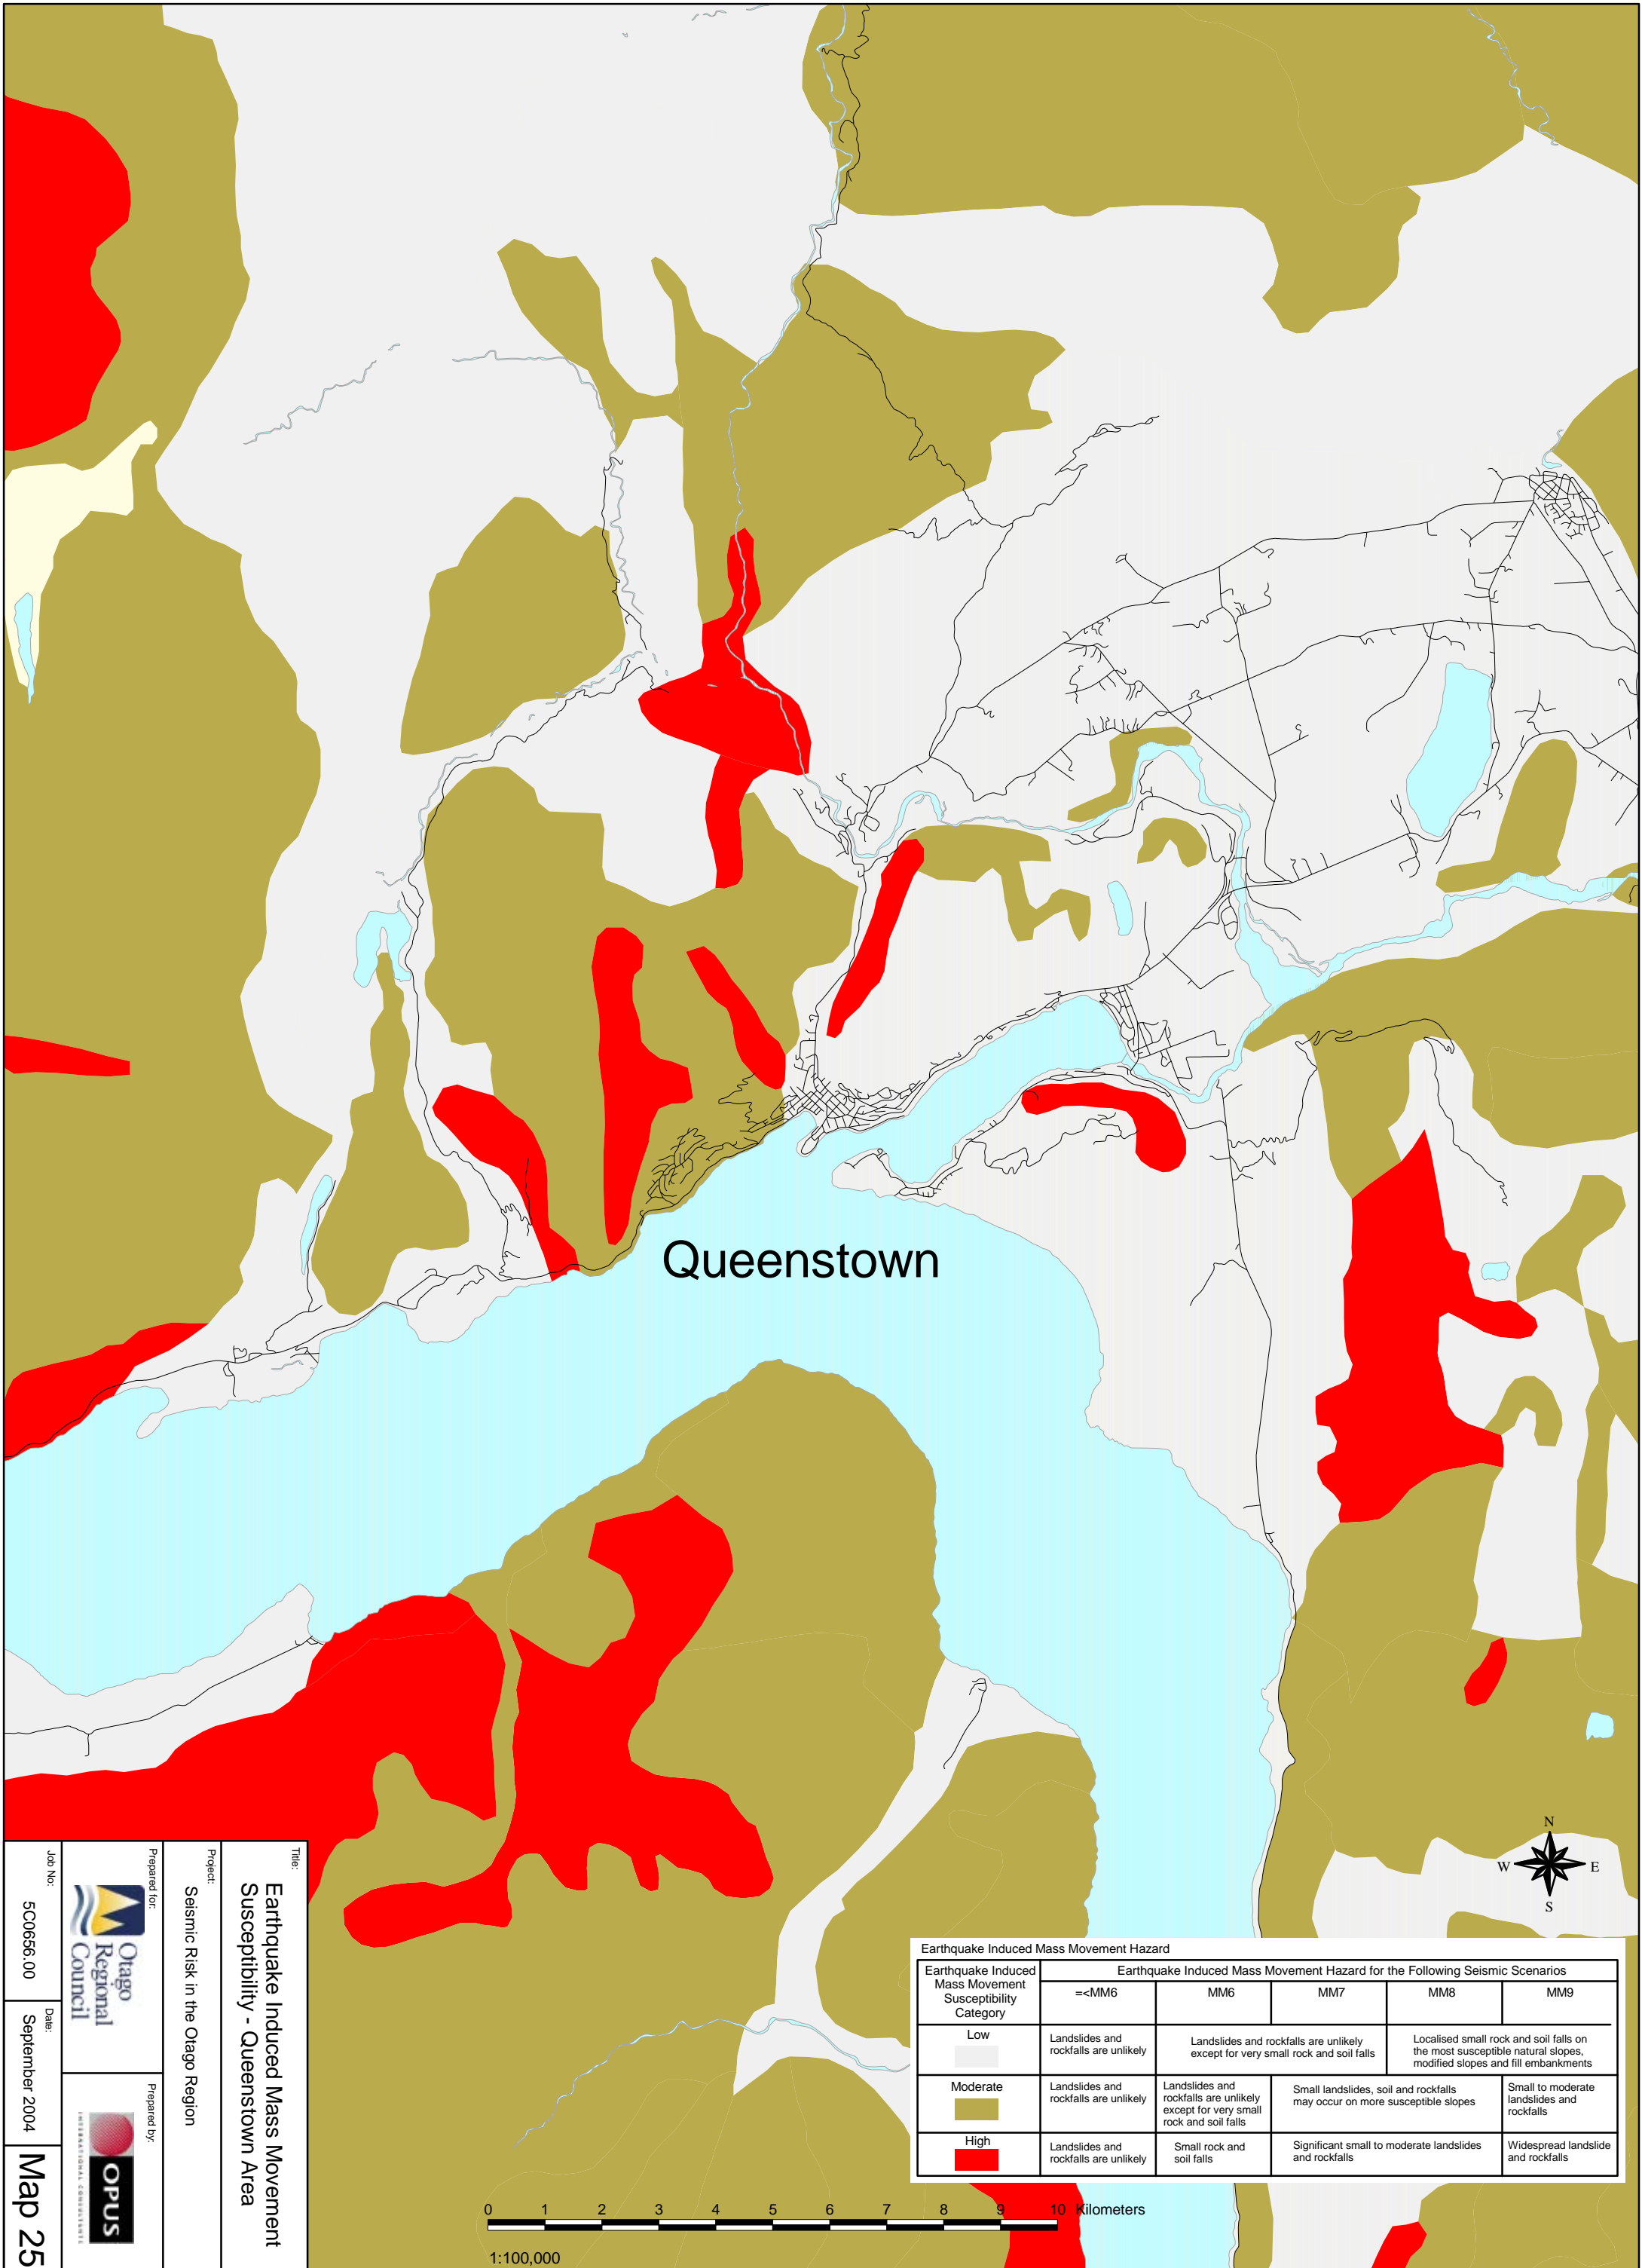 Queenstown
N
W E
S
Earthquake Induced Mass Movement Hazard
Earthquake Induced
Mass Movement
Susceptibility
Category
Earthquake Induced Mass Movement Hazard for the Following Seismic Scenarios
=<MM6
MM6
MM7
MM8
MM9
Low
Landslides and
rockfalls are unlikely
Landslides and rockfalls are unlikely
except for very small rock and soil falls
Localised small rock and soil falls on
the most susceptible natural slopes,
modified slopes and fill embankments
Moderate
Landslides and
rockfalls are unlikely
Landslides and
rockfalls are unlikely
except for very small
rock and soil falls
Small landslides, soil and rockfalls
may occur on more susceptible slopes
Small to moderate
landslides and
rockfalls
High
Landslides and
rockfalls are unlikely
Small rock and
soil falls
Significant small to moderate landslides
and rockfalls
Widespread landslide
and rockfalls
0 1 2 3 4 5 6 7 8 9 10 Kilometers
1:100,000
Title:
Earthquake Induced Mass Movement
Susceptibility - Queenstown Area
Project:
Seismic Risk in the Otago Region
Prepared for:
Otago
Regional
Council
Prepared by:
OPUS
INTERNATIONAL CONSULTANTS
Job No:
5C0656.00
Date:
September 2004
Map 25